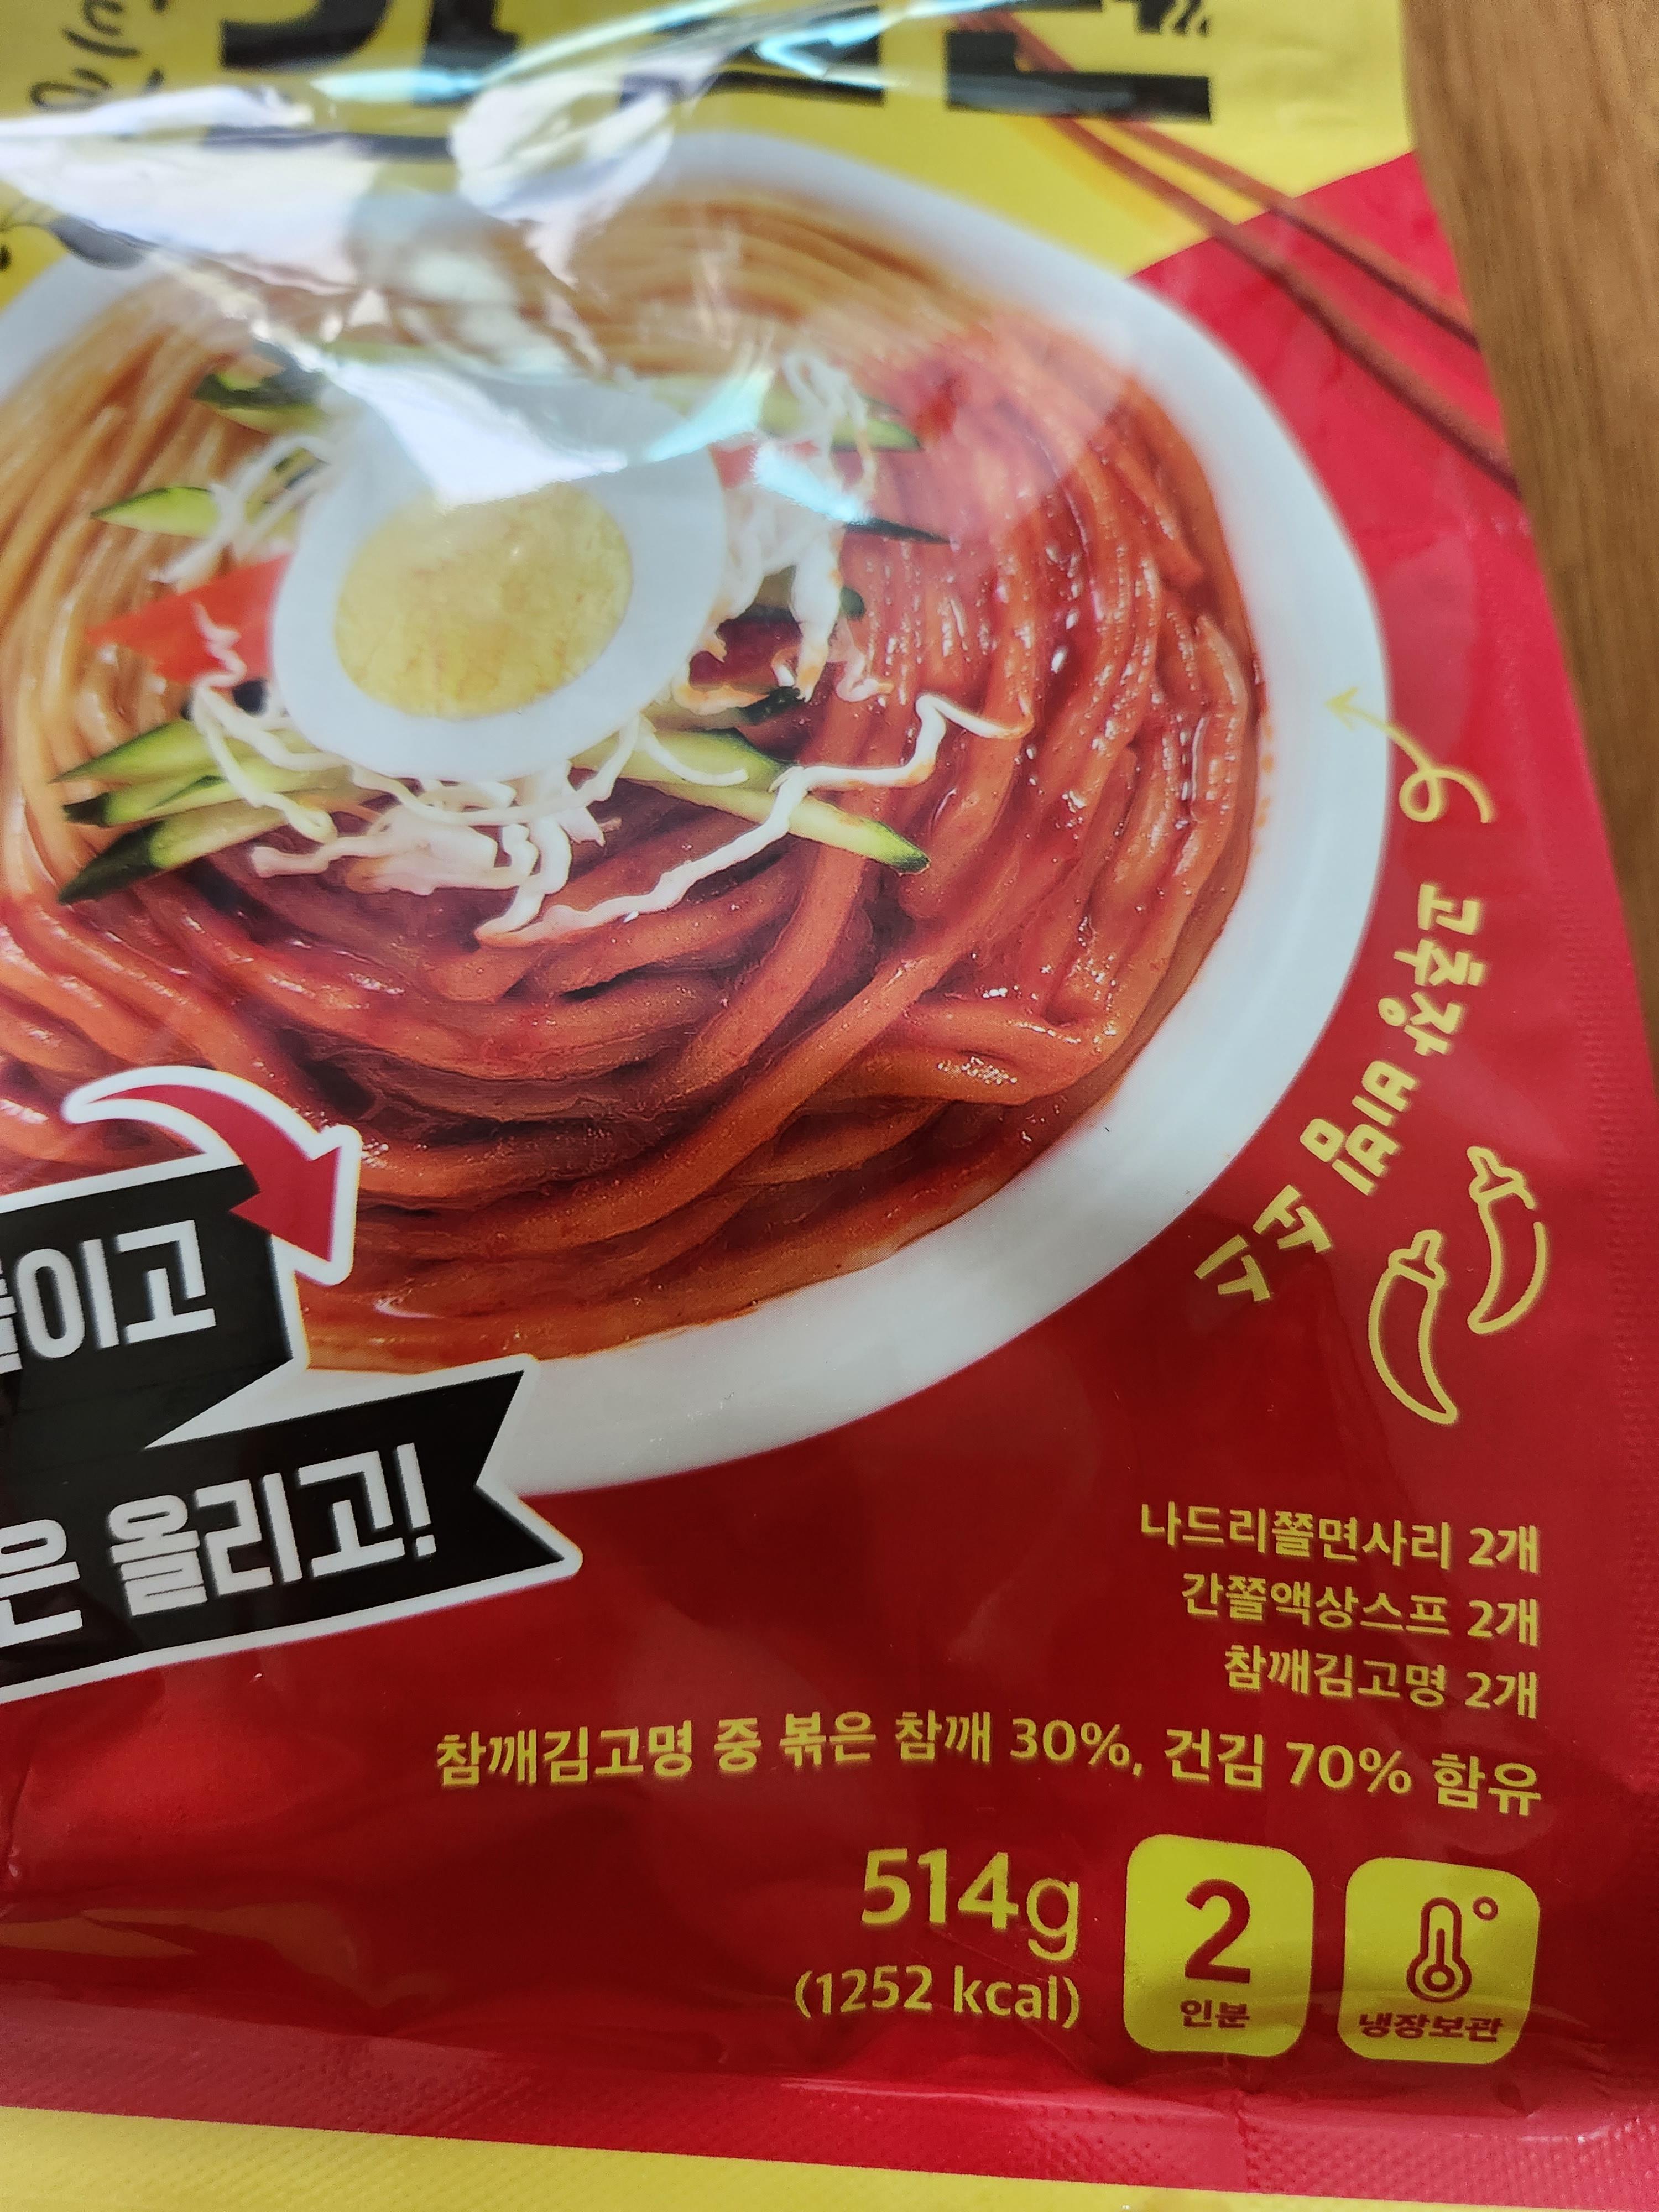 고추장 비빔
소스
이고
은 올리고!
나드리쫄면사리 2개
간쫄액상스프 2개
참깨김고명 2개
참깨김고명 중 볶은 참깨 30%, 건김 70% 함유
514g
(1252 kcal)
2
인분
냉장보관